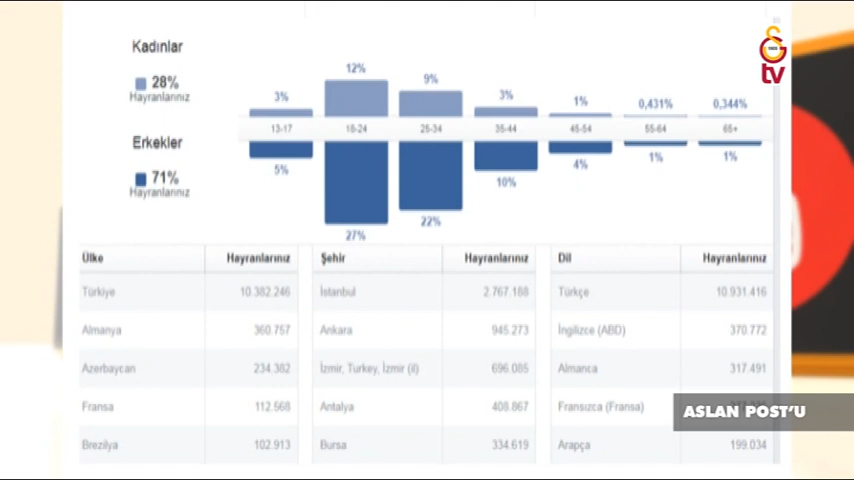 tv
Kadınlar
28%
Hayranlarınız
3%
12%
9%
3%
1%
0,431%
0,344%
13-17
18-24
25-34
35-44
45-54
55-64
65+
Erkekler
71%
Hayranlarınız
5%
27%
22%
10%
4%
1%
1%
Ülke Hayranlarınız Şehir Hayranlarınız Dil Hayranlarınız
Türkiye 10.382.246 İstanbul 2.767.188 Türkçe 10.931.416
Almanya 360.757 Ankara 945.273 İngilizce (ABD) 370.772
Azerbaycan 234.382 İzmir, Turkey, İzmir (il) 696.085 Almanca 317.491
Fransa 112.568 Antalya 408.867 Fransızca (Fransa)
Brezilya 102.913 Bursa 334.619 Arapça 199.034
ASLAN POST'U